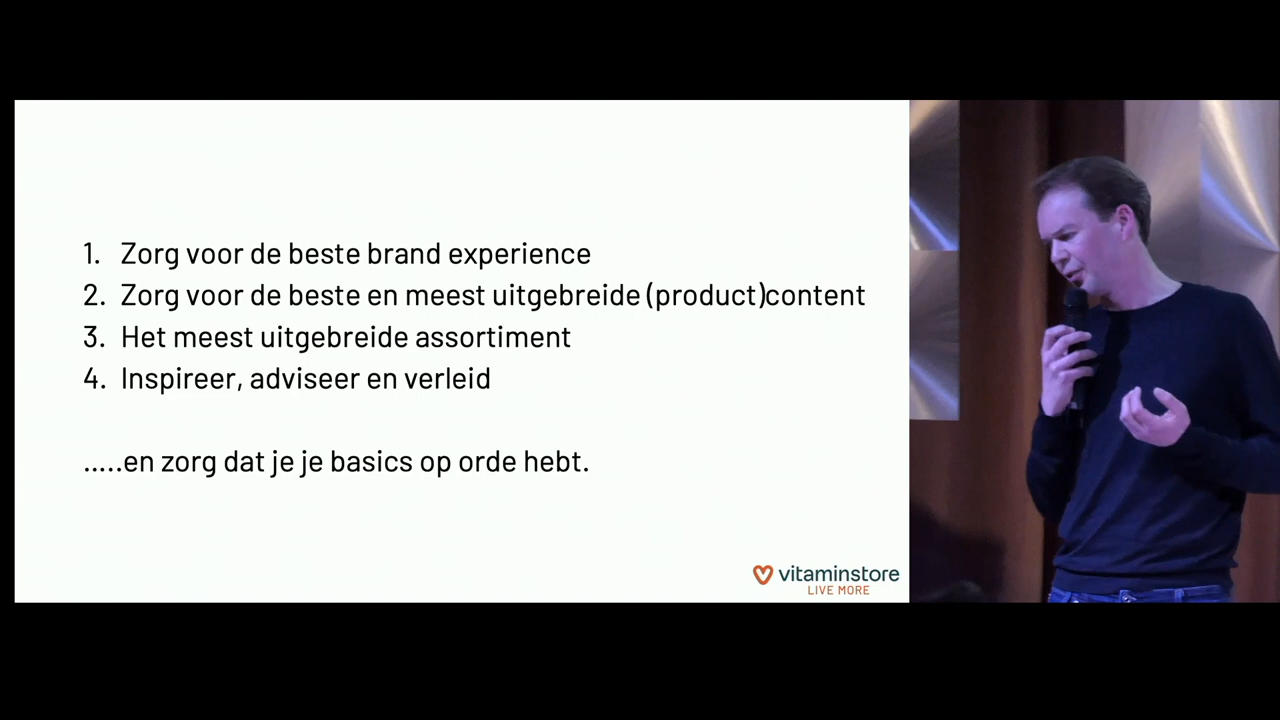 1. Zorg voor de beste brand experience
2. Zorg voor de beste en meest uitgebreide (product)content
3. Het meest uitgebreide assortiment
4. Inspireer, adviseer en verleid
.....en zorg dat je je basics op orde hebt.
vitaminstore
LIVE MORE